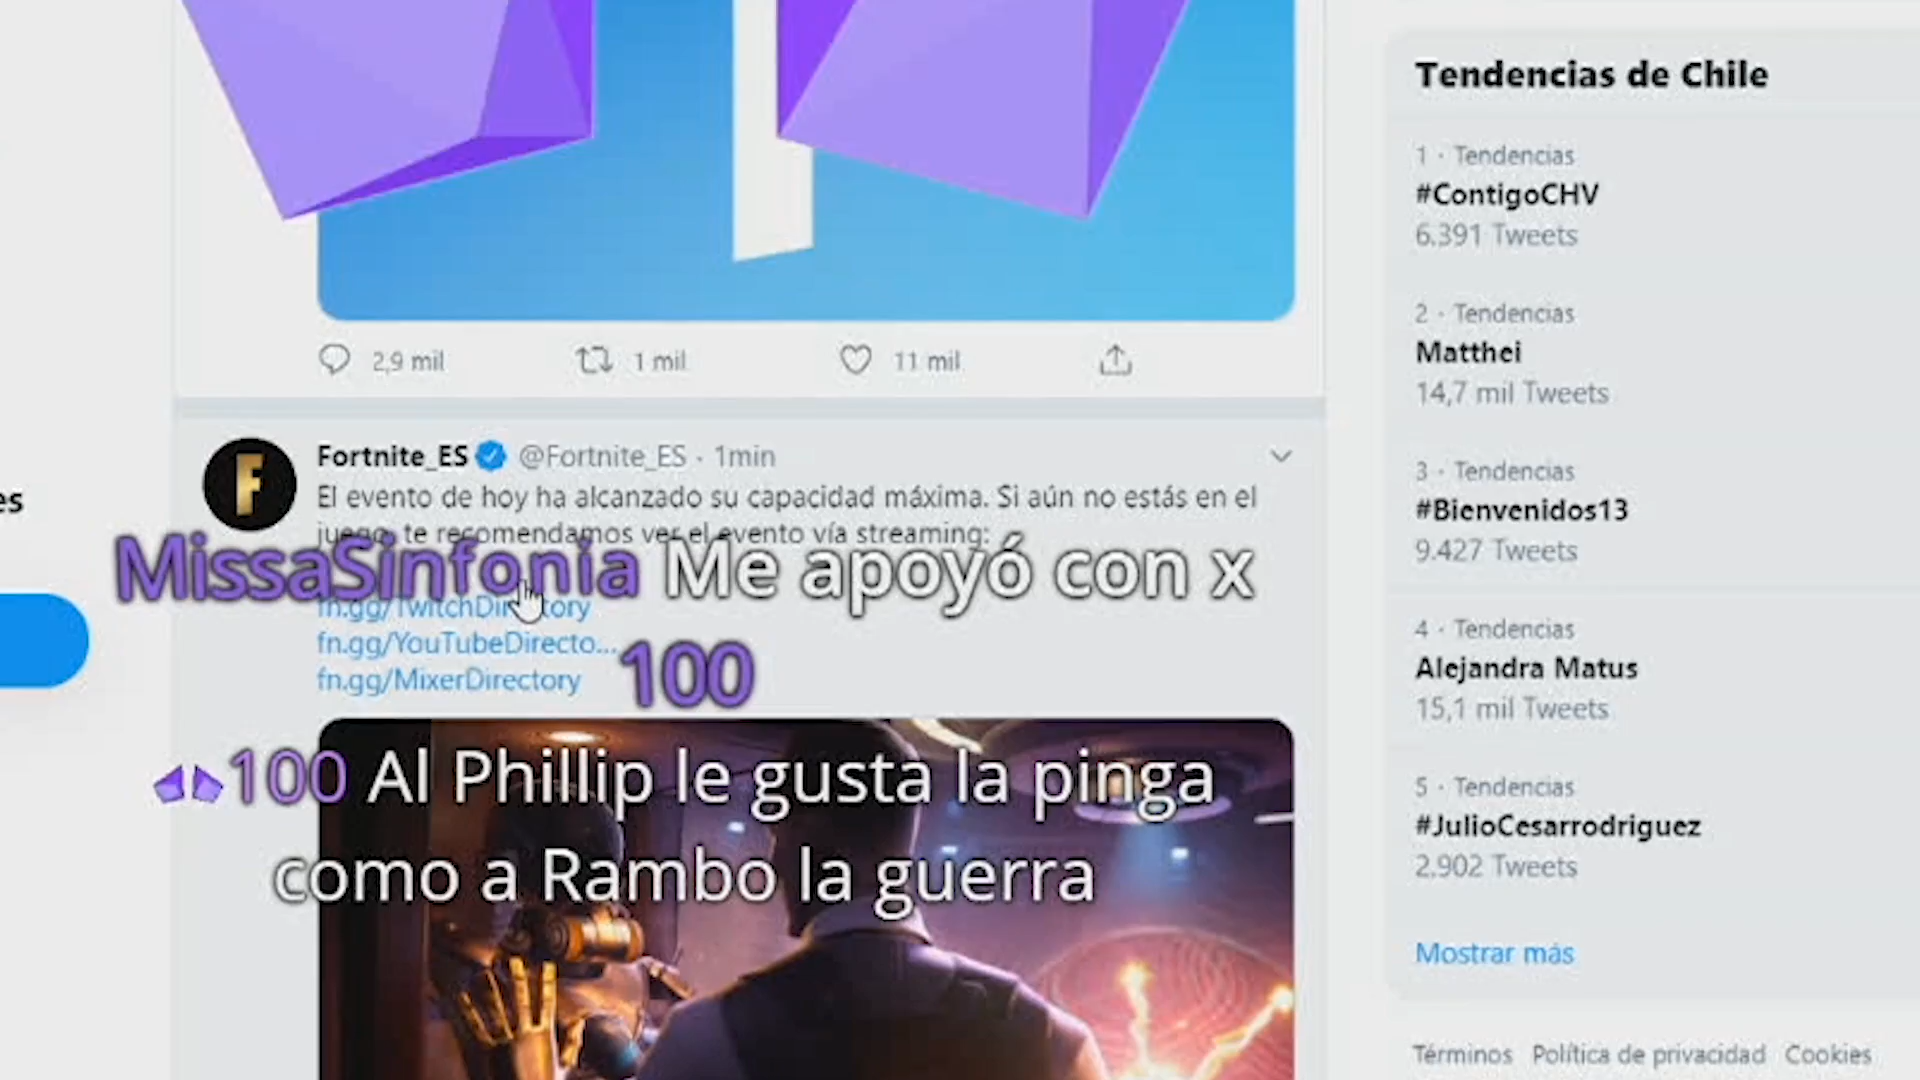 2,9 mil
1 mil
11 mil
Fortnite_ES @Fortnite_ES · 1min
El evento de hoy ha alcanzado su capacidad máxima. Si aún no estás en el
juego, te recomendamos ver el evento vía streaming:
MissaSinfonia Me apoyó con x
100
fn.gg/TwitchDirectory
fn.gg/YouTubeDirecto...
fn.gg/MixerDirectory
100 Al Phillip le gusta la pinga
como a Rambo la guerra
es
Tendencias de Chile
1 · Tendencias
#ContigoCHV
6.391 Tweets
2 · Tendencias
Matthei
14,7 mil Tweets
3 · Tendencias
#Bienvenidos13
9.427 Tweets
4 · Tendencias
Alejandra Matus
15,1 mil Tweets
5 · Tendencias
#JulioCesarrodriguez
2.902 Tweets
Mostrar más
Términos Política de privacidad Cookies